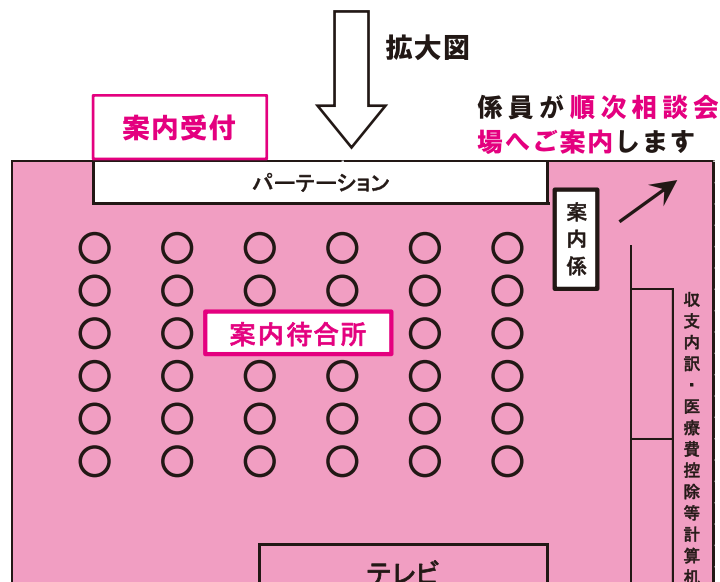 拡大図
案内受付
係員が順次相談会
場へご案内します
パーテーション
案内係
案内待合所
収支内訳・医療費控除等計算机
テレビ